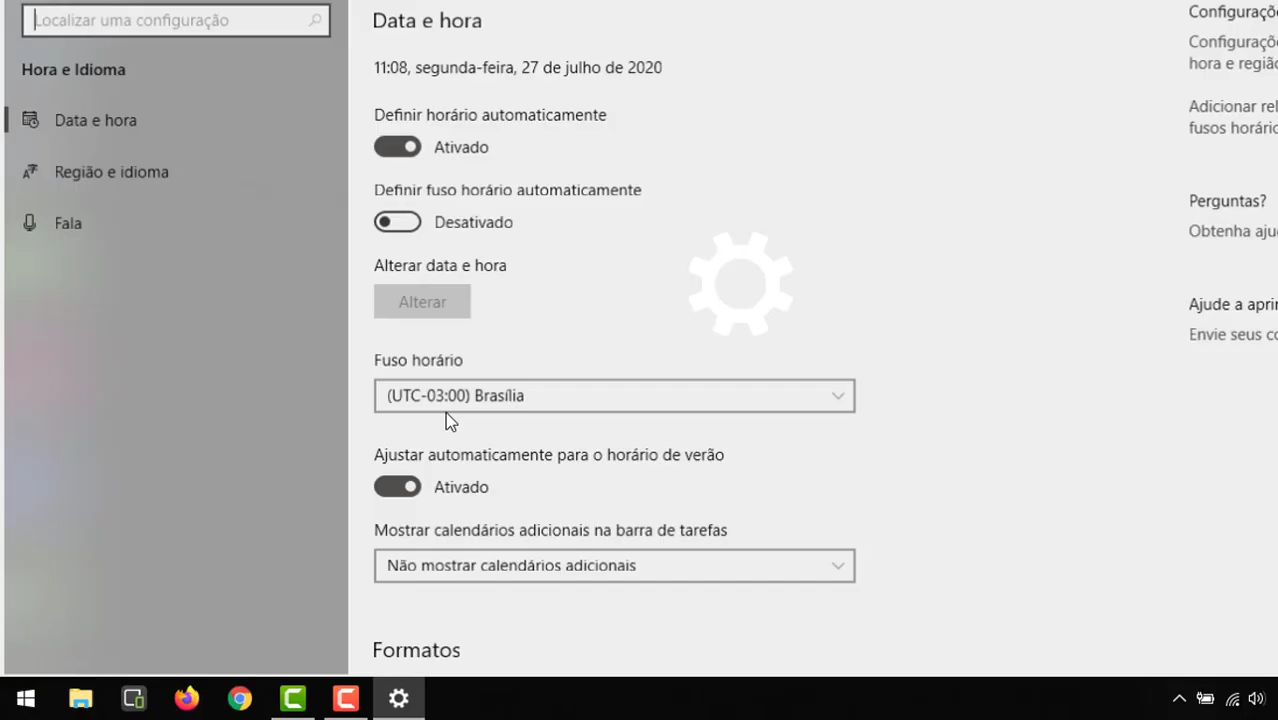 Localizar uma configuração
Hora e Idioma
Data e hora
Região e idioma
Fala
Data e hora
11:08, segunda-feira, 27 de julho de 2020
Definir horário automaticamente
Ativado
Definir fuso horário automaticamente
Desativado
Alterar data e hora
Alterar
Fuso horário
(UTC-03:00) Brasília
Ajustar automaticamente para o horário de verão
Ativado
Mostrar calendários adicionais na barra de tarefas
Não mostrar calendários adicionais
Formatos
Configuraçõe
Configuraçõe
hora e regiã
Adicionar rel
fusos horári
Perguntas?
Obtenha aju
Ajude a apri
Envie seus co